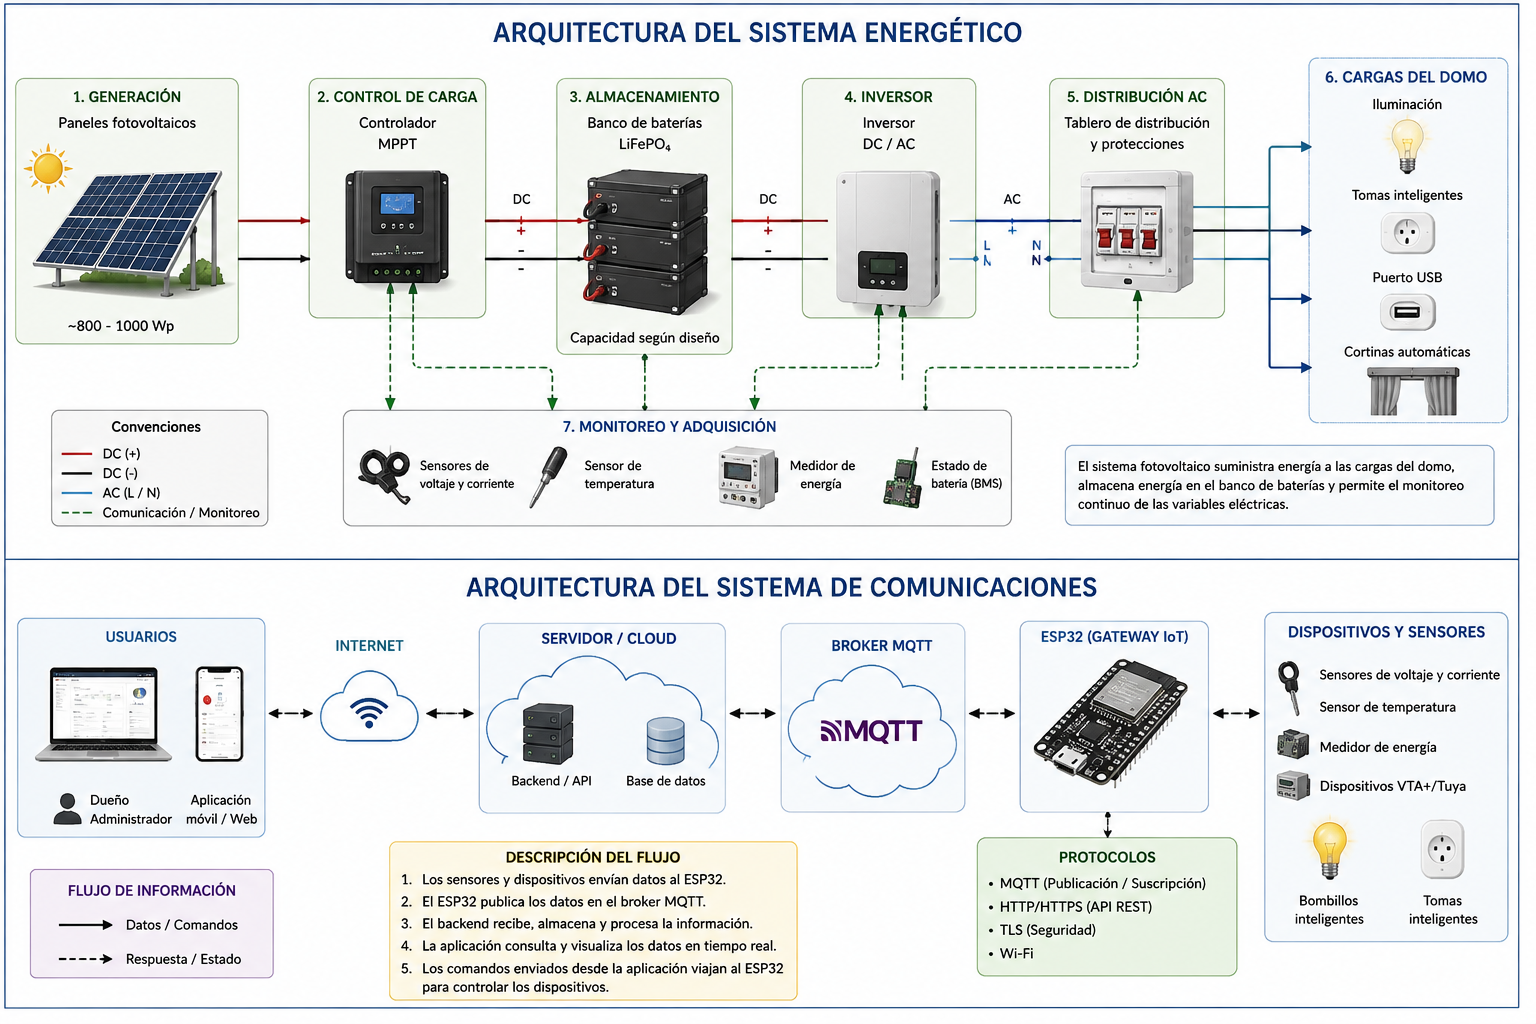 ARQUITECTURA DEL SISTEMA ENERGÉTICO
1. GENERACIÓN
Paneles fotovoltaicos
~800 - 1000 Wp
2. CONTROL DE CARGA
Controlador
MPPT
DC
+
-
-
3. ALMACENAMIENTO
Banco de baterías
LiFePO₄
Capacidad según diseño
DC
+
-
-
4. INVERSOR
Inversor
DC / AC
AC
+
L
N
N
N
5. DISTRIBUCIÓN AC
Tablero de distribución
y protecciones
6. CARGAS DEL DOMO
Iluminación
Tomas inteligentes
Puerto USB
Cortinas automáticas
Convenciones
DC (+)
DC (-)
AC (L / N)
Comunicación / Monitoreo
7. MONITOREO Y ADQUISICIÓN
Sensores de
voltaje y corriente
Sensor de
temperatura
Medidor de
energía
Estado de
bateria (BMS)
El sistema fotovoltaico suministra energía a las cargas del domo,
almacena energía en el banco de baterías y permite el monitoreo
continuo de las variables eléctricas.
ARQUITECTURA DEL SISTEMA DE COMUNICACIONES
USUARIOS
Dueño
Administrador
Aplicación
móvil / Web
INTERNET
SERVIDOR / CLOUD
Backend / API
Base de datos
BROKER MQTT
MQTT
ESP32 (GATEWAY IoT)
DISPOSITIVOS Y SENSORES
Sensores de voltaje y corriente
Sensor de temperatura
Medidor de energía
Dispositivos VTA+/Tuya
Bombillos
inteligentes
Tomas
inteligentes
FLUJO DE INFORMACIÓN
Datos / Comandos
Respuesta / Estado
DESCRIPCIÓN DEL FLUJO
1. Los sensores y dispositivos envían datos al ESP32.
2. El ESP32 publica los datos en el broker MQTT.
3. El backend recibe, almacena y procesa la información.
4. La aplicación consulta y visualiza los datos en tiempo real.
5. Los comandos enviados desde la aplicación viajan al ESP32
para controlar los dispositivos.
PROTOCOLOS
• MQTT (Publicación / Suscripción)
• HTTP/HTTPS (API REST)
• TLS (Seguridad)
• Wi-Fi